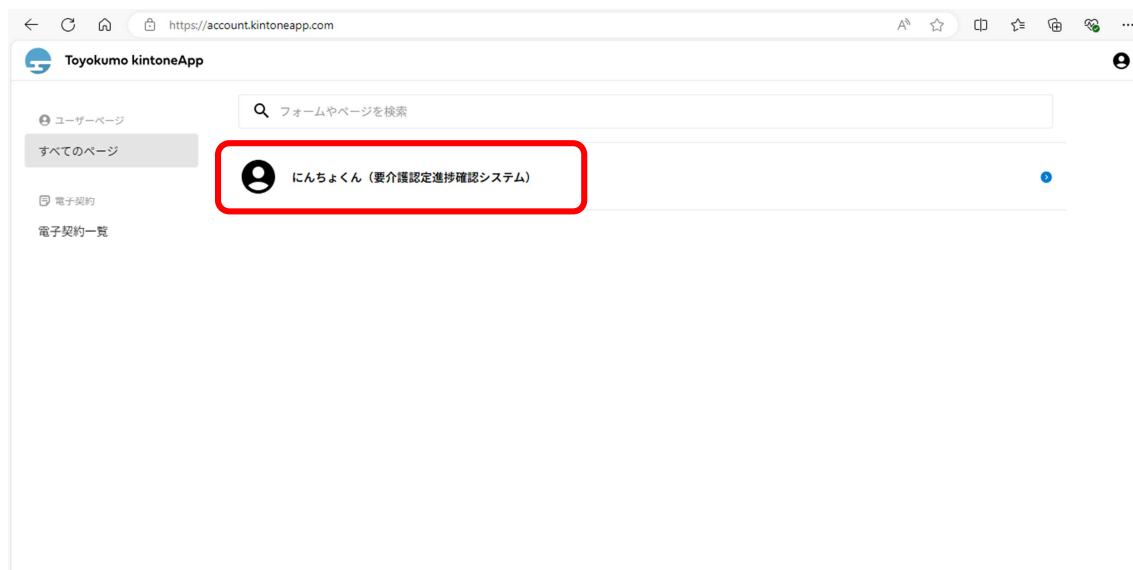 https://account.kintoneapp.com
Toyokumo kintoneApp
ユーザーページ
すべてのページ
電子契約
電子契約一覧
フォームやページを検索
にんちょくん（要介護認定進捗確認システム）